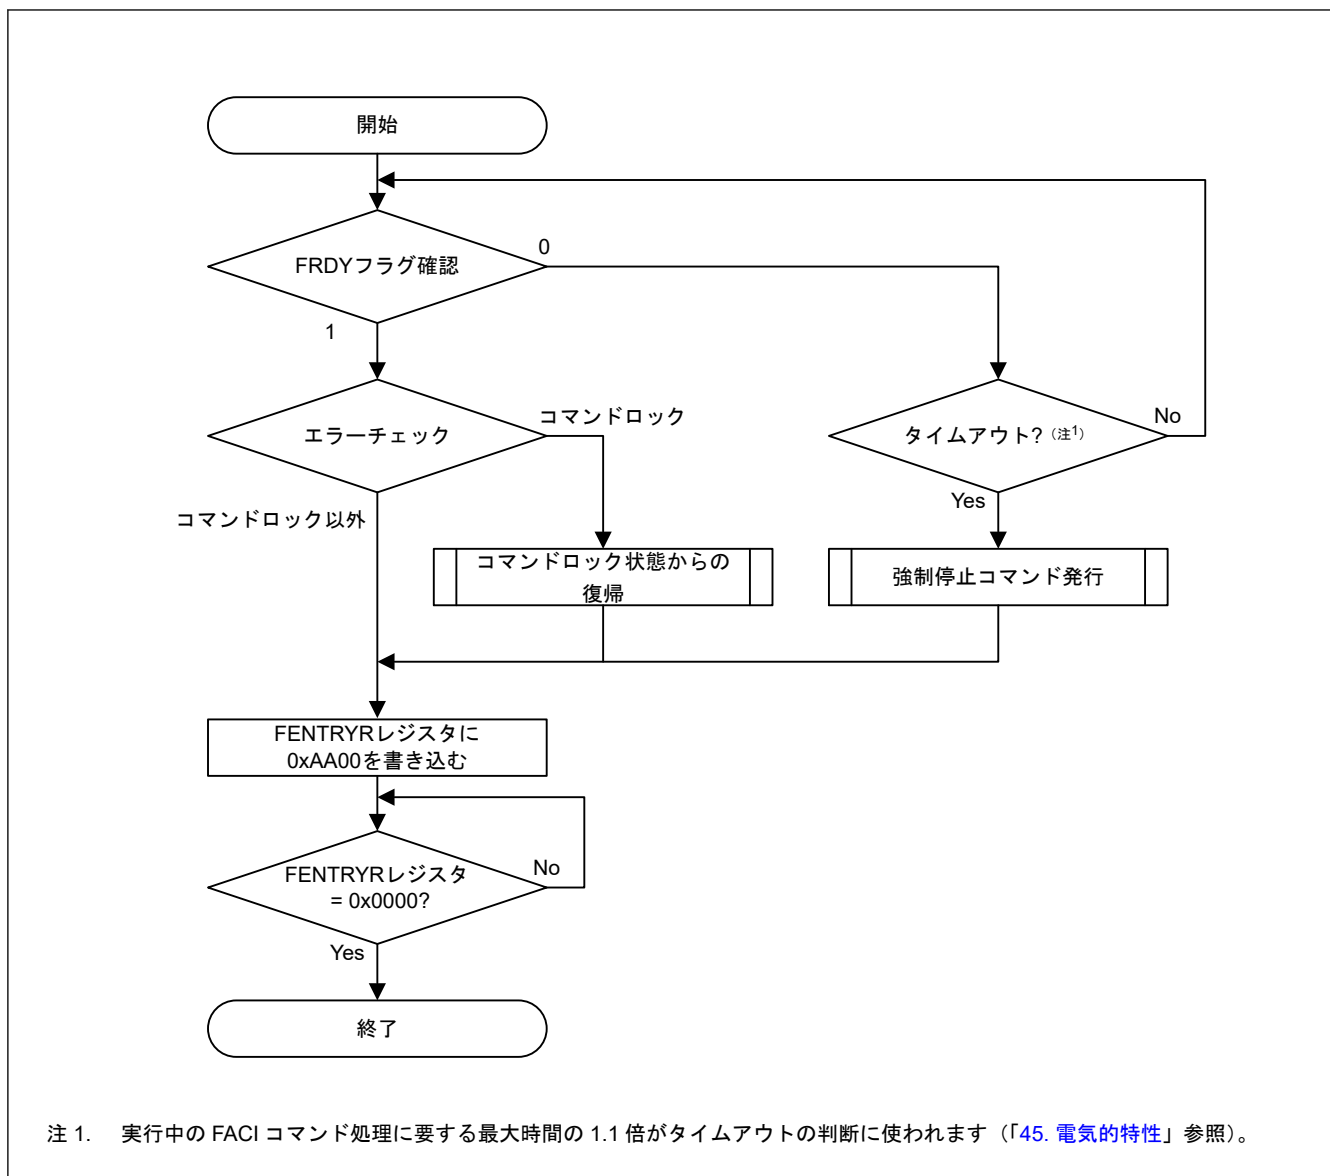 開始
FRDYフラグ確認
0
1
エラーチェック
コマンドロック
タイムアウト? (注1)
No
コマンドロック以外
Yes
コマンドロック状態からの
復帰
強制停止コマンド発行
FENTRYRレジスタに
0xAA00を書き込む
FENTRYRレジスタ
= 0x0000?
No
Yes
終了
注 1. 実行中の FACI コマンド処理に要する最大時間の 1.1 倍がタイムアウトの判断に使われます(「45. 電気的特性」参照)。